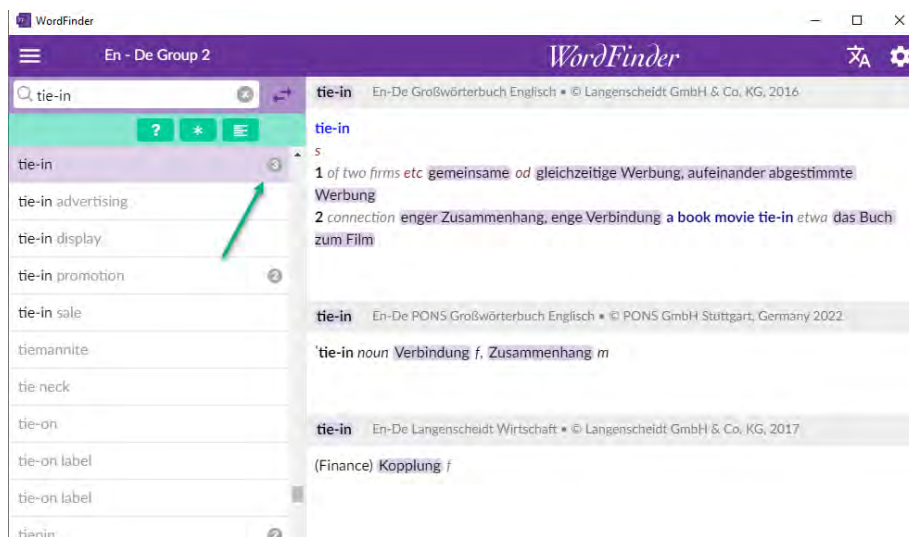 WordFinder
En - De Group 2
WordFinder
tie-in
? *
tie-in 3
tie-in advertising
tie-in display
tie-in promotion 2
tie-in sale
tiemannite
tie neck
tie-on
tie-on label
tie-on label
tiepin 2
tie-in En-De Großwörterbuch Englisch • © Langenscheidt GmbH & Co. KG, 2016
tie-in
s
1 of two firms etc gemeinsame od gleichzeitige Werbung, aufeinander abgestimmte
Werbung
2 connection enger Zusammenhang, enge Verbindung a book movie tie-in etwa das Buch
zum Film
tie-in En-De PONS Großwörterbuch Englisch • © PONS GmbH Stuttgart, Germany 2022
'tie-in noun Verbindung f, Zusammenhang m
tie-in En-De Langenscheidt Wirtschaft • © Langenscheidt GmbH & Co. KG, 2017
(Finance) Kopplung f